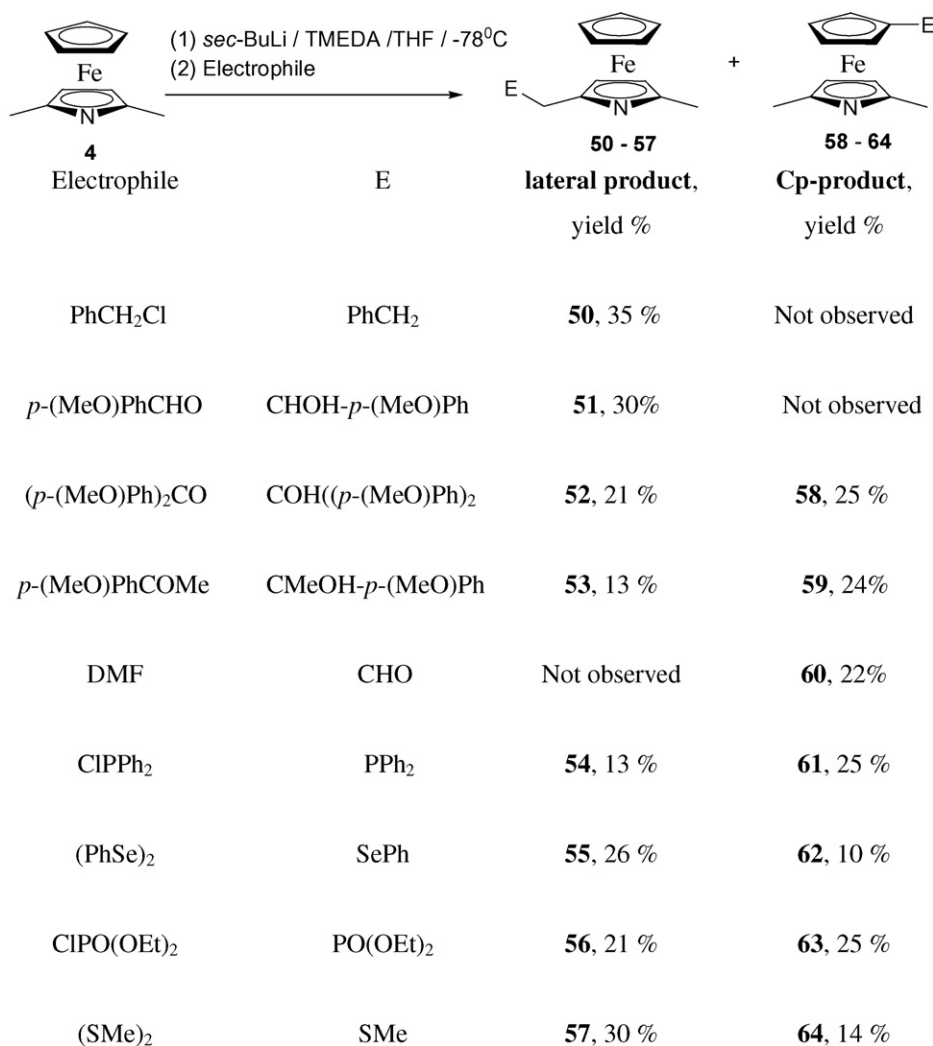 (1) sec-BuLi / TMEDA /THF / -78⁰C
(2) Electrophile
Fe
N
4
Fe
E
N
50 - 57
+
E
Fe
N
58 - 64
Electrophile E lateral product, Cp-product,
yield % yield %
PhCH₂Cl PhCH₂ 50, 35 % Not observed
p-(MeO)PhCHO CHOH-p-(MeO)Ph 51, 30% Not observed
(p-(MeO)Ph)₂CO COH((p-(MeO)Ph)₂ 52, 21 % 58, 25 %
p-(MeO)PhCOMe CMeOH-p-(MeO)Ph 53, 13 % 59, 24%
DMF CHO Not observed 60, 22%
ClPPh₂ PPh₂ 54, 13 % 61, 25 %
(PhSe)₂ SePh 55, 26 % 62, 10 %
ClPO(OEt)₂ PO(OEt)₂ 56, 21 % 63, 25 %
(SMe)₂ SMe 57, 30 % 64, 14 %